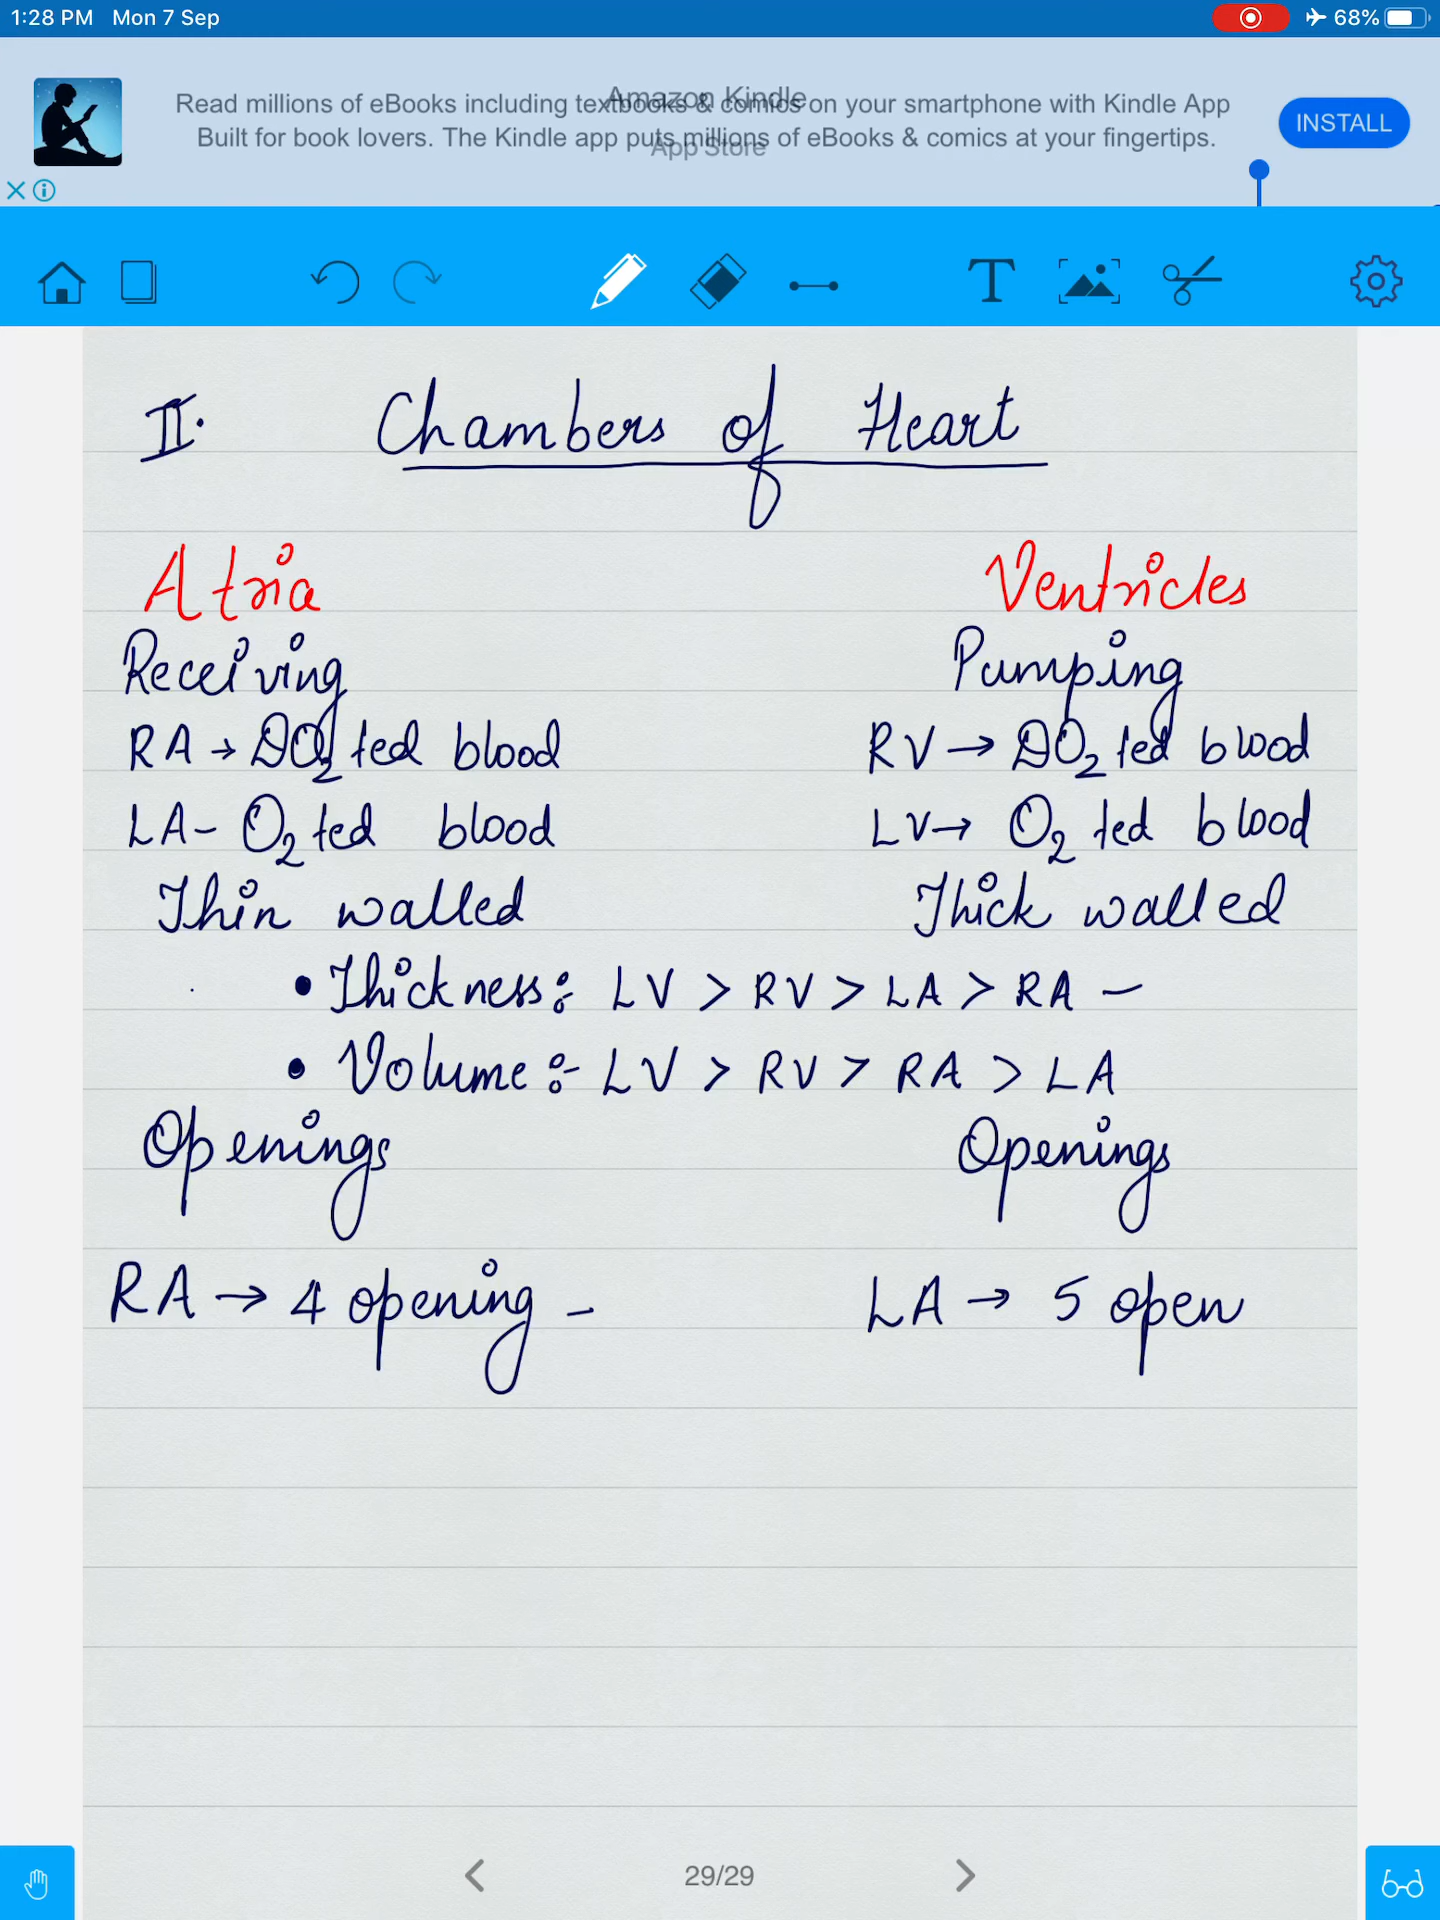 1:28 PM Mon 7 Sep 68%
Amazon Kindle
App Store
Read millions of eBooks including textbooks & comics on your smartphone with Kindle App
Built for book lovers. The Kindle app puts millions of eBooks & comics at your fingertips.
INSTALL
T
II. Chambers of Heart
Atria Ventricles
Receiving Pumping
RA → DO2 ted blood RV → DO2 ted blood
LA - O2 ted blood LV → O2 ted blood
Thin walled Thick walled
• Thickness :- LV > RV > LA > RA -
• Volume :- LV > RV > RA > LA
Openings Openings
RA → 4 opening - LA → 5 open
29/29